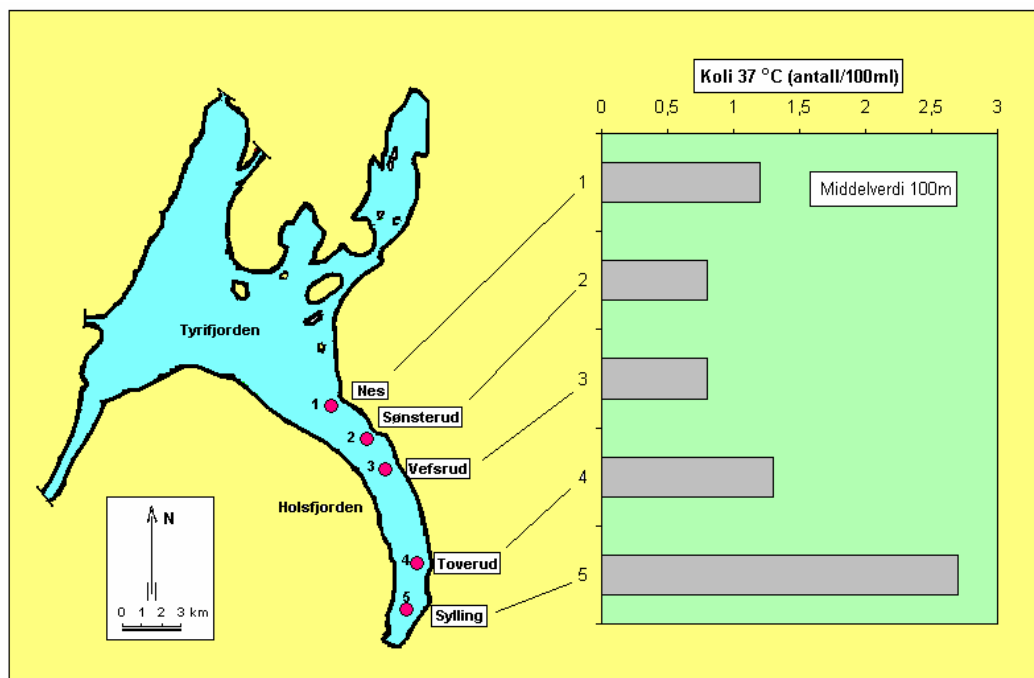 Koli 37 °C (antall/100ml)
0 0,5 1 1,5 2 2,5 3
Middelverdi 100m
1
2
3
4
5
Tyrifjorden
Nes
1
Sønsterud
2
3
Vefsrud
Holsfjorden
4
Toverud
5
Sylling
N
0 1 2 3 km